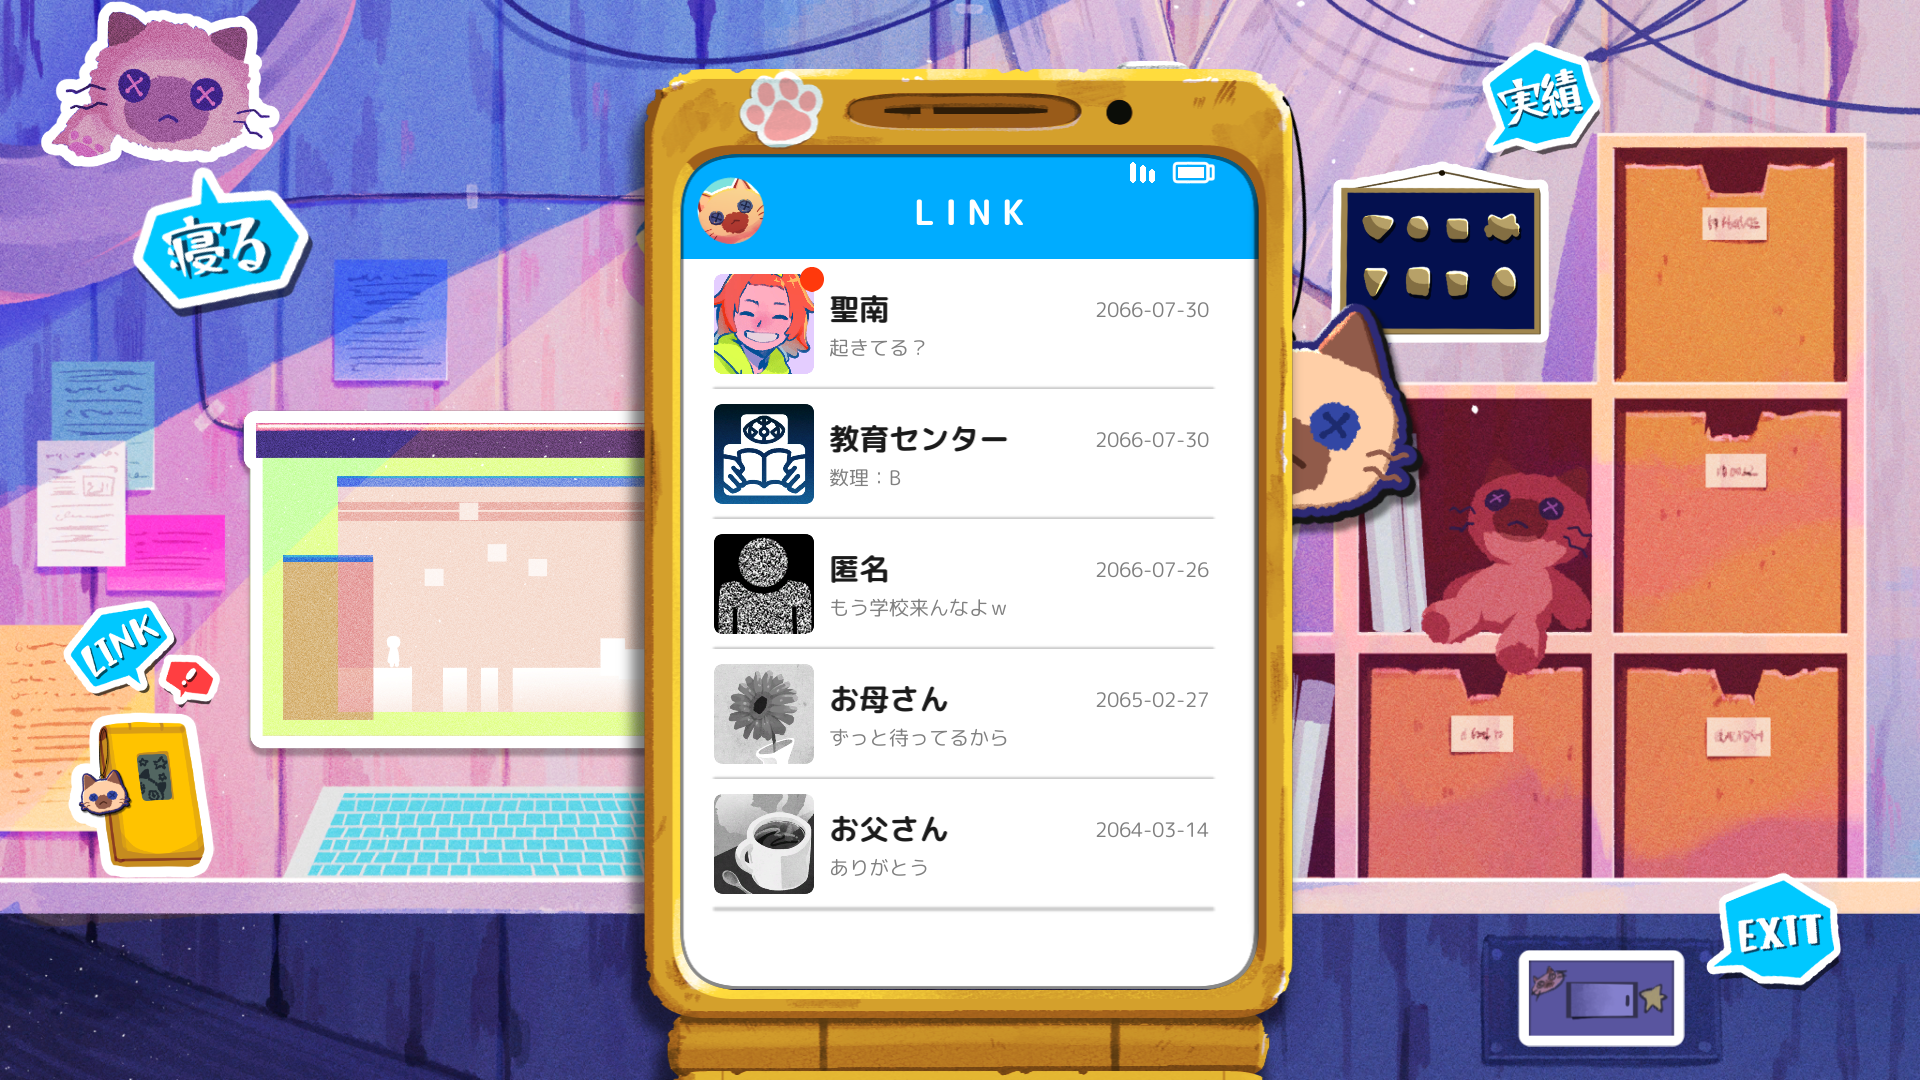 実績
寝る
LINK
聖南
2066-07-30
起きてる？
教育センター
2066-07-30
数理：B
匿名
2066-07-26
もう学校来んなよｗ
お母さん
2065-02-27
ずっと待ってるから
お父さん
2064-03-14
ありがとう
LINK
!
EXIT